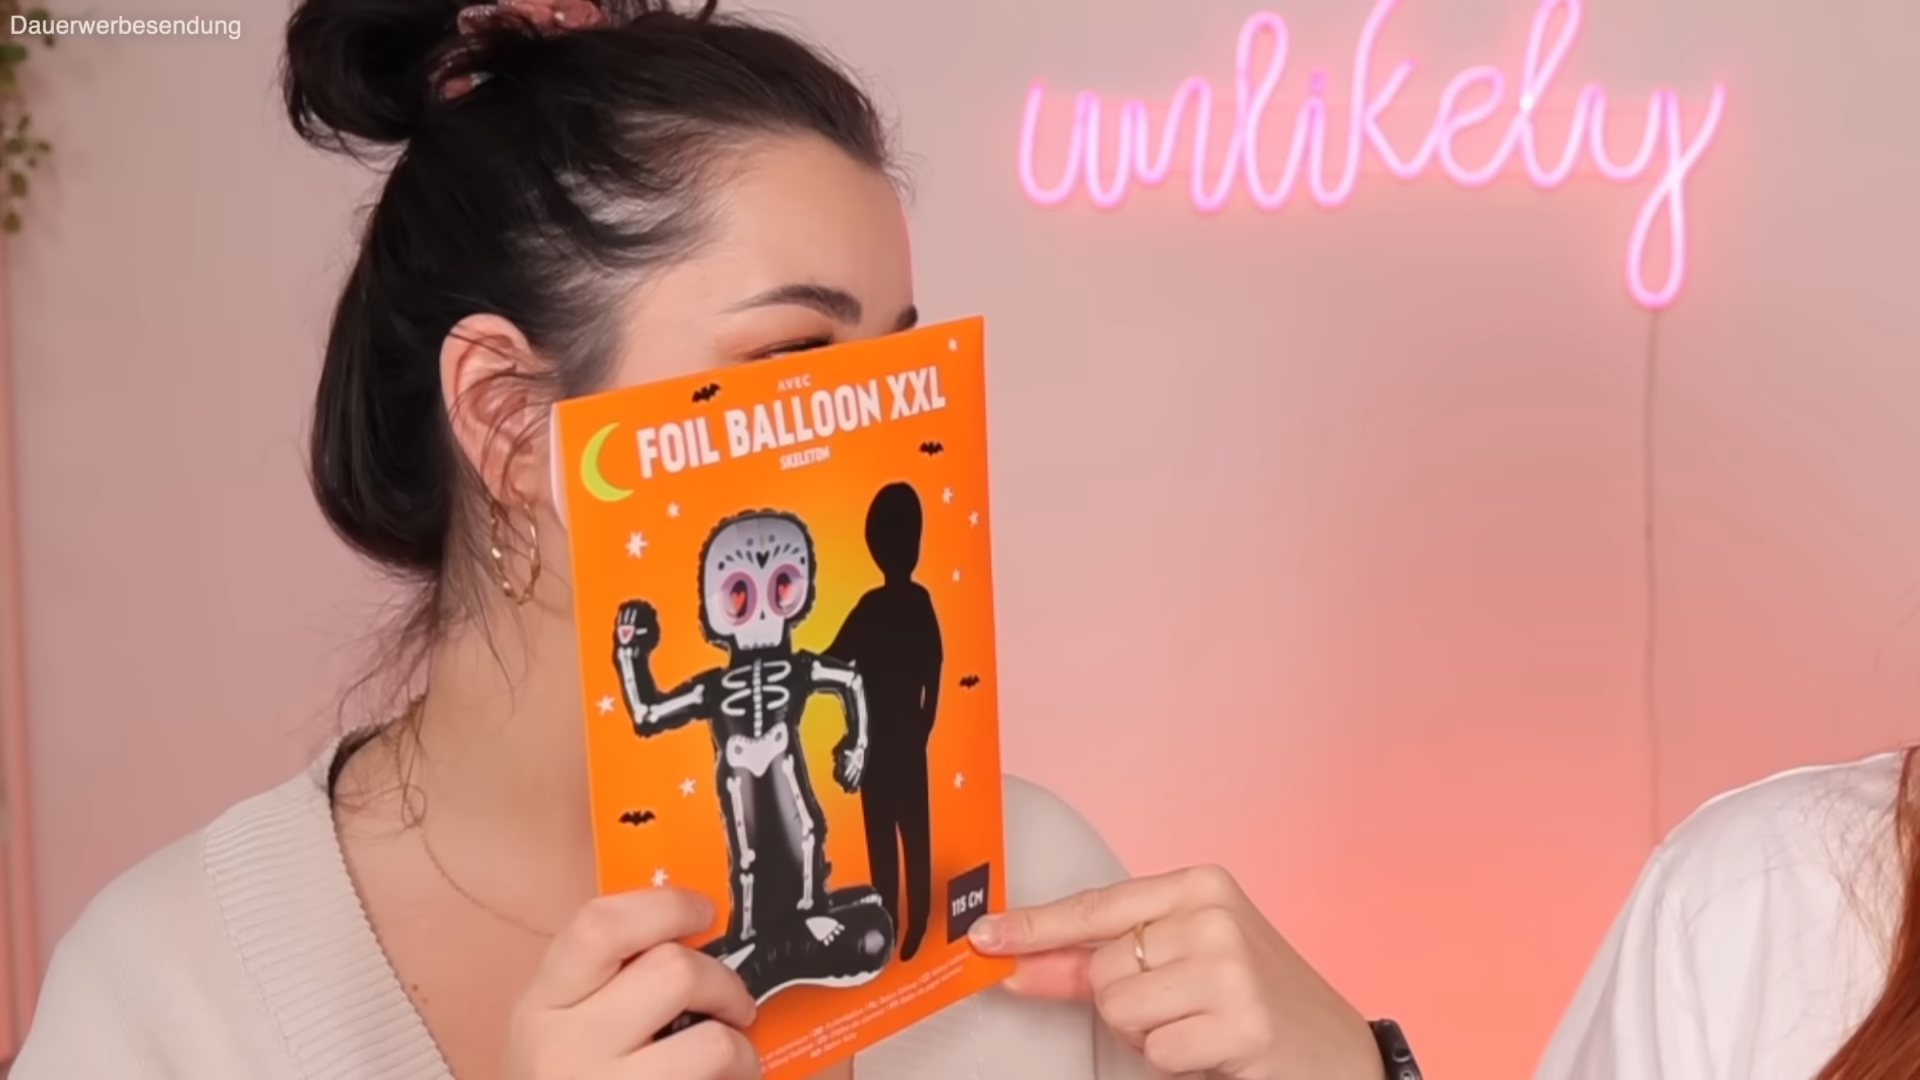 Dauerwerbesendung
unlikely
AVEC
FOIL BALLOON XXL
SKELETON
115 CM